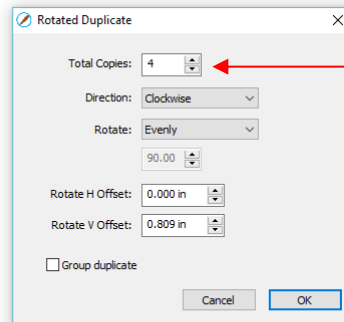 Rotated Duplicate
Total Copies: 4
Direction: Clockwise
Rotate: Evenly
90.00
Rotate H Offset: 0.000 in
Rotate V Offset: 0.809 in
Group duplicate
Cancel OK